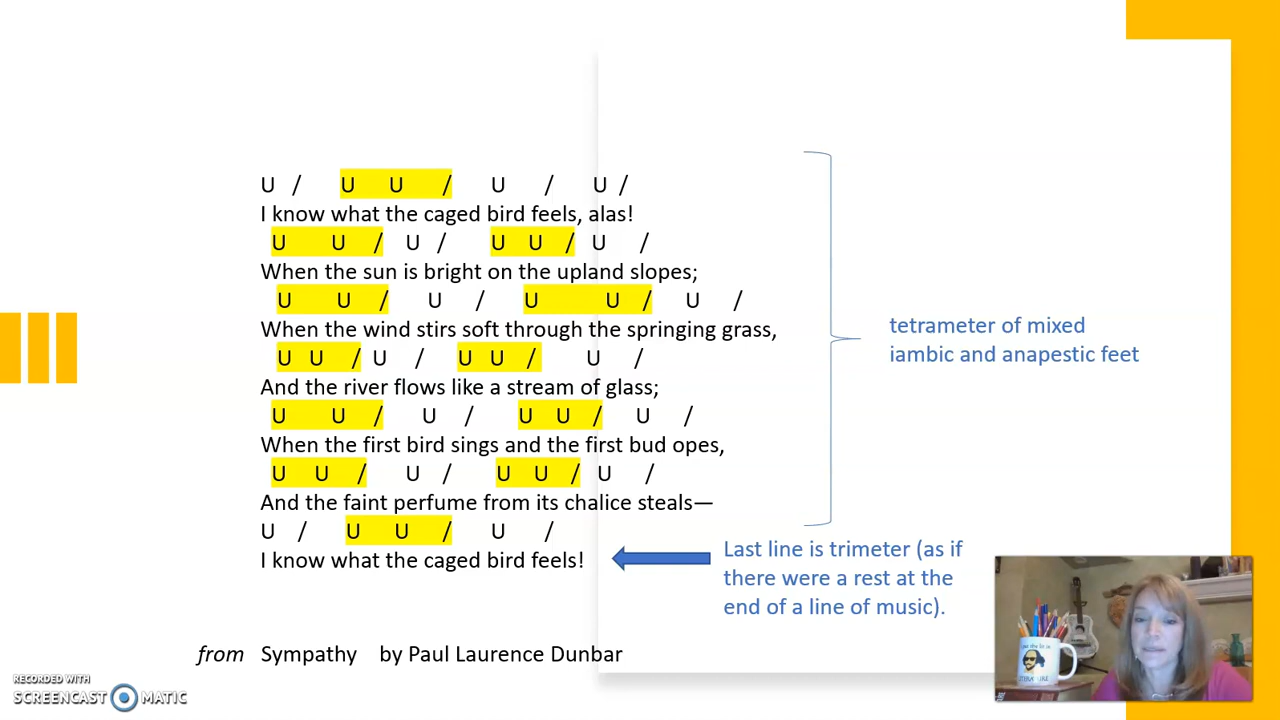 U / U U / U / U /
I know what the caged bird feels, alas!
U U / U / U U / U /
When the sun is bright on the upland slopes;
U U / U / U U / U /
When the wind stirs soft through the springing grass,
U U / U / U U / U /
And the river flows like a stream of glass;
U U / U / U U / U /
When the first bird sings and the first bud opes,
U U / U / U U / U /
And the faint perfume from its chalice steals—
U / U U / U /
I know what the caged bird feels!
tetrameter of mixed
iambic and anapestic feet
Last line is trimeter (as if
there were a rest at the
end of a line of music).
from Sympathy by Paul Laurence Dunbar
RECORDED WITH
SCREENCAST MATIC